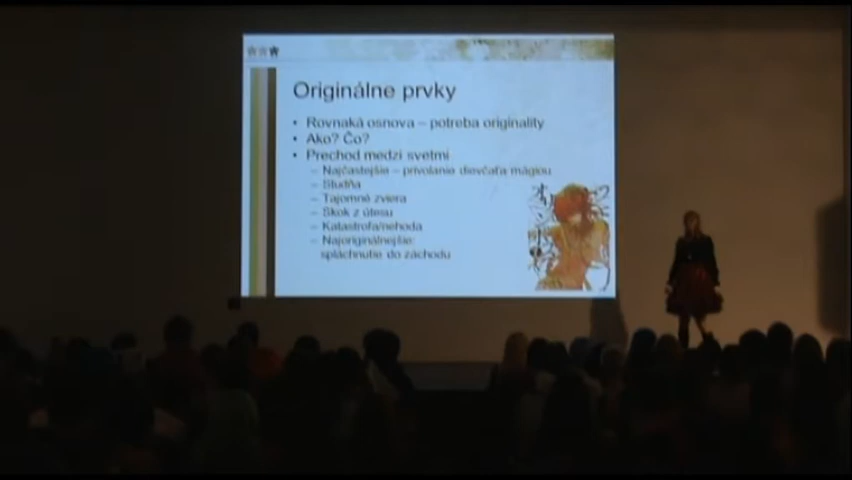 Originálne prvky
• Rovnaká osnova – potreba originality
• Ako? Čo?
• Prechod medzi svetmi
– Najčastejšie – privolanie dievčaťa mágiou
– Studňa
– Tajomné zviera
– Skok z útesu
– Katastrofa/nehoda
– Najoriginálnejšie:
spláchnutie do záchodu